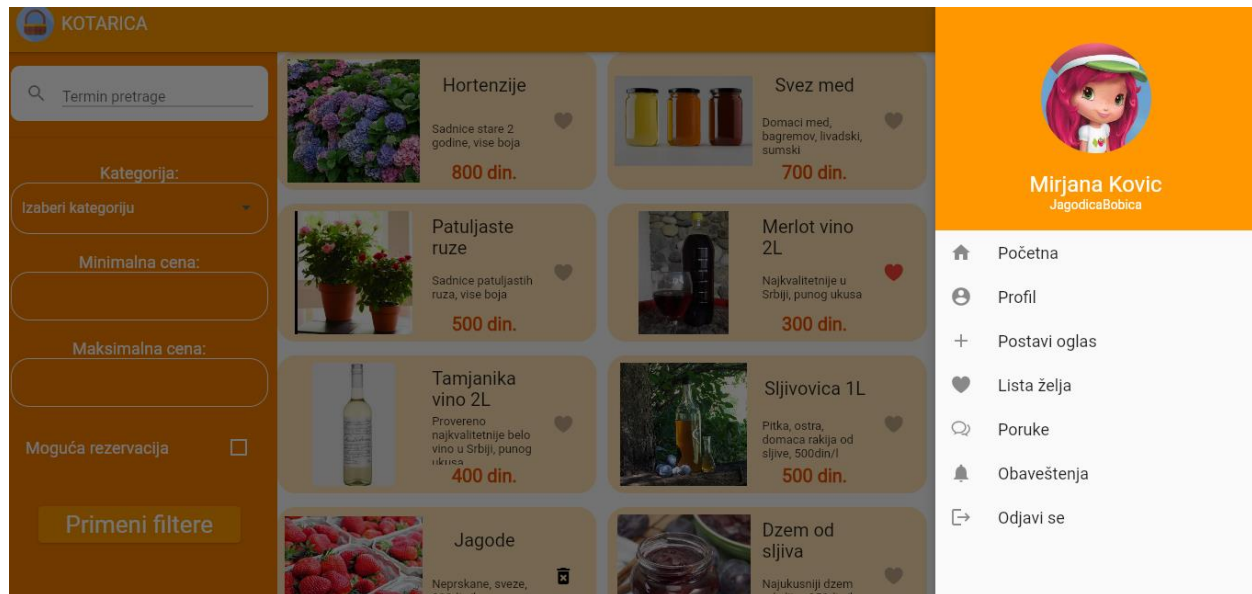 KOTARICA
Termin pretrage
Kategorija:
Izaberi kategoriju
Minimalna cena:
Maksimalna cena:
Moguća rezervacija
Primeni filtere
Hortenzije
Sadnice stare 2
godine, vise boja
800 din.
Svez med
Domaci med,
bagremov, livadski,
sumski
700 din.
Patuljaste
ruze
Sadnice patuljastih
ruza, vise boja
500 din.
Merlot vino
2L
Najkvalitetnije u
Srbiji, punog ukusa
300 din.
Tamjanika
vino 2L
Provereno
najkvalitetnije belo
vino u Srbiji, punog
ukusa
400 din.
Sljivovica 1L
Pitka, ostra,
domaca rakija od
sljive, 500din/l
500 din.
Jagode
Neprskane, sveze,
Dzem od
sljiva
Najukusniji dzem
Mirjana Kovic
JagodicaBobica
Početna
Profil
Postavi oglas
Lista želja
Poruke
Obaveštenja
Odjavi se